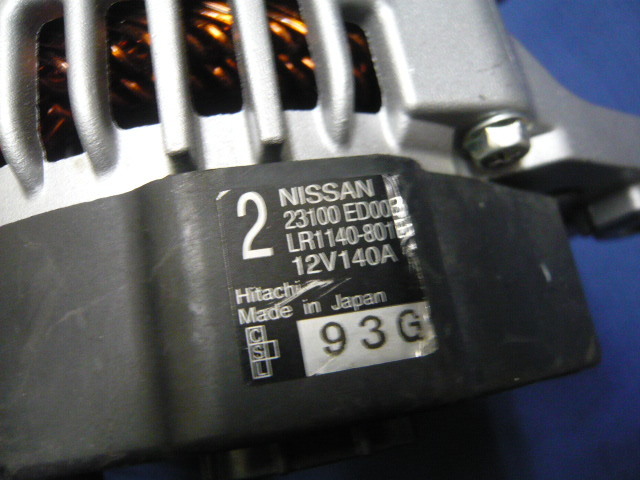 2
NISSAN
23100 ED00
LR1140-801
12V140A
Hitachi
Made in Japan
C
S
L
93G